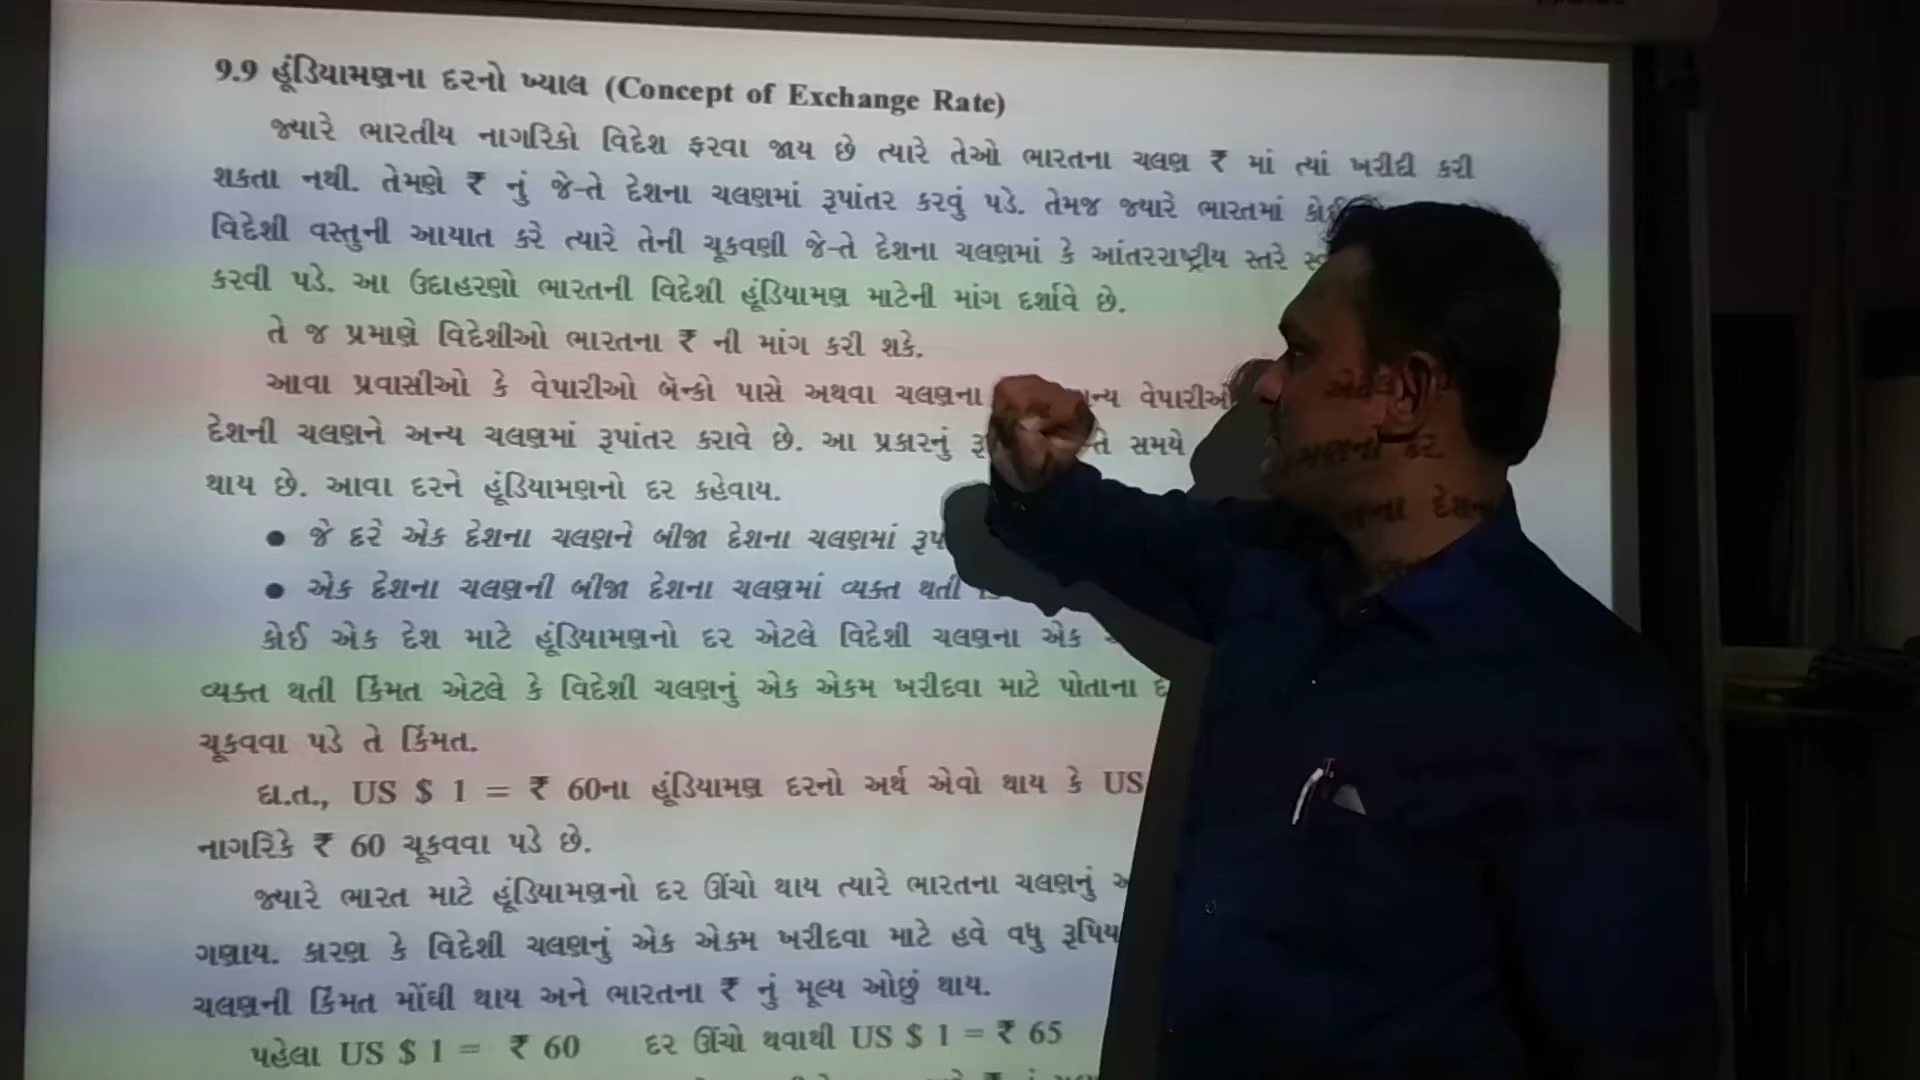 9.9 હૂંડિયામણના દરનો ખ્યાલ (Concept of Exchange Rate)
જ્યારે ભારતીય નાગરિકો વિદેશ ફરવા જાય છે ત્યારે તેઓ ભારતના ચલણ ₹ માં ત્યાં ખરીદી કરી
શકતા નથી. તેમણે ₹ નું જે-તે દેશના ચલણમાં રૂપાંતર કરવું પડે. તેમજ જ્યારે ભારતમાં
વિદેશી વસ્તુની આયાત કરે ત્યારે તેની ચૂકવણી જે-તે દેશના ચલણમાં કે આંતરરાષ્ટ્રીય સ્તરે
કરવી પડે. આ ઉદાહરણો ભારતની વિદેશી હૂંડિયામણ માટેની માંગ દર્શાવે છે.
તે જ પ્રમાણે વિદેશીઓ ભારતના ₹ ની માંગ કરી શકે.
આવા પ્રવાસીઓ કે વેપારીઓ બૅન્કો પાસે અથવા ચલણના વેપારીઓ
દેશની ચલણને અન્ય ચલણમાં રૂપાંતર કરાવે છે. આ પ્રકારનું તે સમયે
થાય છે. આવા દરને હૂંડિયામણનો દર કહેવાય.
● જે દરે એક દેશના ચલણને બીજા દેશના ચલણમાં
● એક દેશના ચલણની બીજા દેશના ચલણમાં વ્યક્ત થતી
કોઈ એક દેશ માટે હૂંડિયામણનો દર એટલે વિદેશી ચલણના એક
વ્યક્ત થતી કિંમત એટલે કે વિદેશી ચલણનું એક એકમ ખરીદવા માટે પોતાના
ચૂકવવા પડે તે કિંમત.
દા.ત., US $ 1 = ₹ 60ના હૂંડિયામણ દરનો અર્થ એવો થાય કે US
નાગરિકે ₹ 60 ચૂકવવા પડે છે.
જ્યારે ભારત માટે હૂંડિયામણનો દર ઊંચો થાય ત્યારે ભારતના ચલણનું
ગણાય. કારણ કે વિદેશી ચલણનું એક એકમ ખરીદવા માટે હવે વધુ
ચલણની કિંમત મોંઘી થાય અને ભારતના ₹ નું મૂલ્ય ઓછું થાય.
પહેલા US $ 1 = ₹ 60 દર ઊંચો થવાથી US $ 1 = ₹ 65